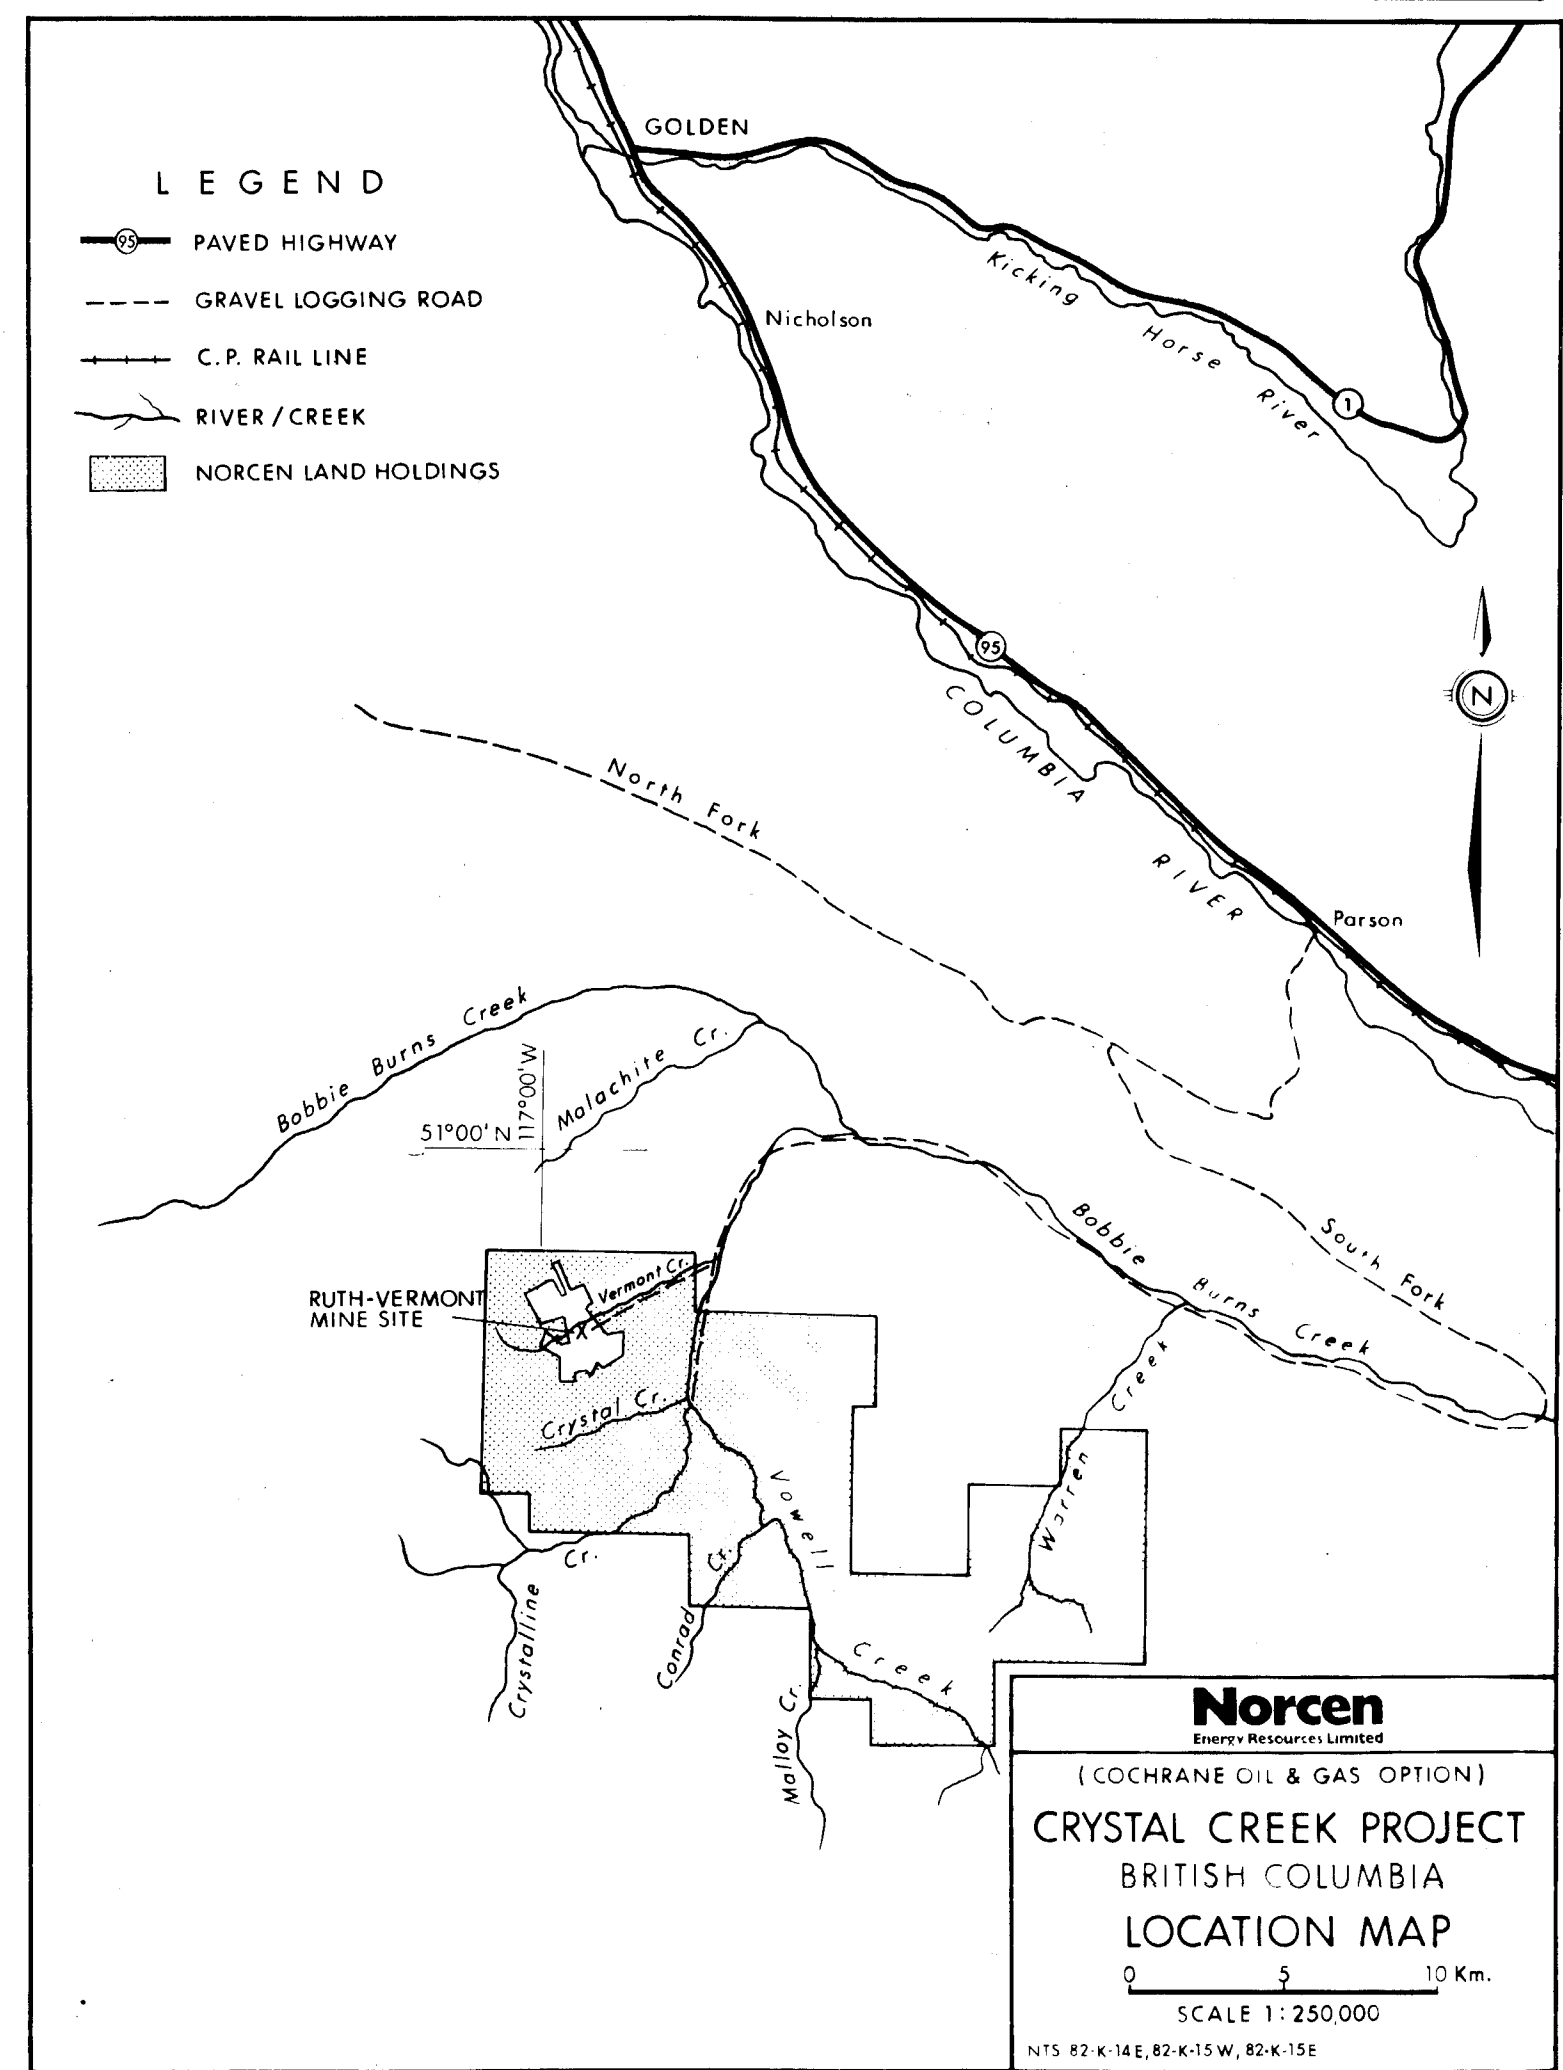 GOLDEN
LEGEND
95 PAVED HIGHWAY
GRAVEL LOGGING ROAD
C.P. RAIL LINE
RIVER / CREEK
NORCEN LAND HOLDINGS
Kicking Horse River
Nicholson
1
95
N
COLUMBIA RIVER
North Fork
Parson
Bobbie Burns Creek
Malachite Cr.
117°00'W
51°00'N
Bobbie Burns Creek
South Fork
Vermont Cr.
RUTH-VERMONT
MINE SITE
Crystal Cr.
Warren Creek
Vowell Creek
Cr.
Crystalline
Conrad Cr.
Malloy Cr.
Norcen
Energy Resources Limited
(COCHRANE OIL & GAS OPTION)
CRYSTAL CREEK PROJECT
BRITISH COLUMBIA
LOCATION MAP
0 5 10 Km.
SCALE 1:250,000
NTS 82-K-14E, 82-K-15W, 82-K-15E